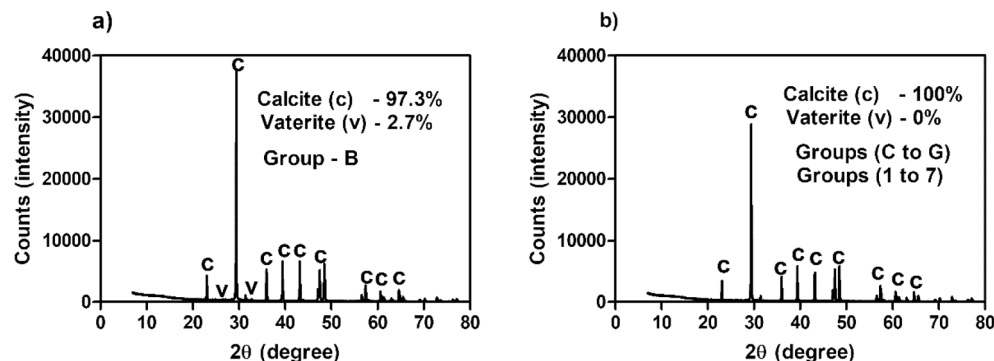 a)
40000
30000
20000
10000
0
Counts (intensity)
C
Calcite (c) - 97.3%
Vaterite (v) - 2.7%
Group - B
C
v
v
C
C
C
C
C
C
C
0 10 20 30 40 50 60 70 80
2θ (degree)
b)
40000
30000
20000
10000
0
Counts (intensity)
Calcite (c) - 100%
Vaterite (v) - 0%
Groups (C to G)
Groups (1 to 7)
C
C
C
C
C
C
C
C
C
0 10 20 30 40 50 60 70 80
2θ (degree)